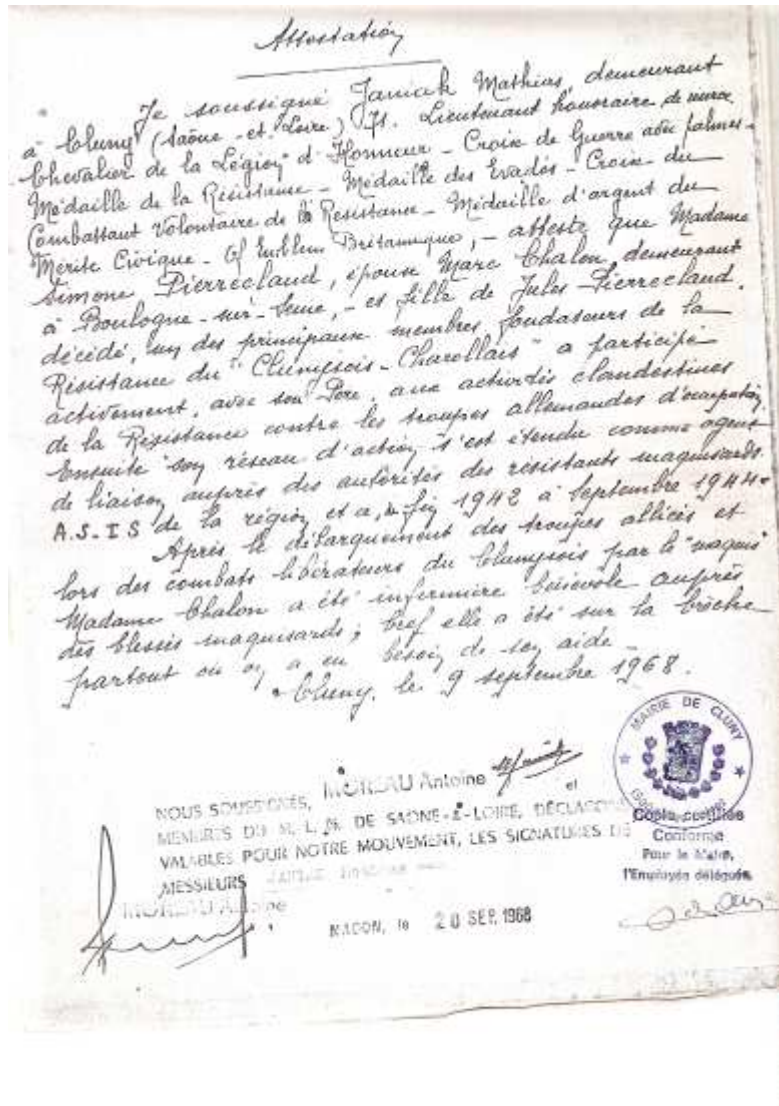 Attestation
Je soussigné Janiak Mathias, demeurant
à Cluny (Saône-et-Loire) 71. Lieutenant honoraire de
Chevalier de la Légion d'Honneur - Croix de Guerre avec palmes -
Médaille de la Résistance - Médaille des Evadés - Croix du
Combattant Volontaire de la Résistance - Médaille d'argent du
Mérite Civique - Britannique, - atteste que Madame
Simone Pierreclaud, épouse Marc Chalon, demeurant
à Boulogne-sur-Seine, - et fille de Jules Pierreclaud,
décédé, un des principaux membres fondateurs de la
Résistance du "Clunysois-Charollais" a participé
activement, avec son Père, aux activités clandestines
de la Résistance contre les troupes allemandes d'occupation.
Ensuite son réseau d'action s'est étendu comme agent
de liaison auprès des autorités des résistants maquisards.
A.S-IS de la région et a, fin 1942 à Septembre 1944.
Après le débarquement des troupes alliées et
lors des combats libérateurs du Clunysois par le "maquis"
Madame Chalon a été infirmière bénévole auprès
des blessés maquisards ; bref elle a été sur la brèche
partout où on a eu besoin de son aide -
Cluny, le 9 septembre 1968.
MAIRIE DE CLUNY
NOUS SOUSSIGNÉS, MOREAU Antoine et
MEMBRES DU M. L. N. DE SAONE-&-LOIRE, DÉCLARONS
VALABLES POUR NOTRE MOUVEMENT, LES SIGNATURES DE
MESSIEURS
MOREAU Antoine
MACON, le 20 SEP. 1968
Copie certifiée
Conforme
Pour le Maire,
l'Employée déléguée,